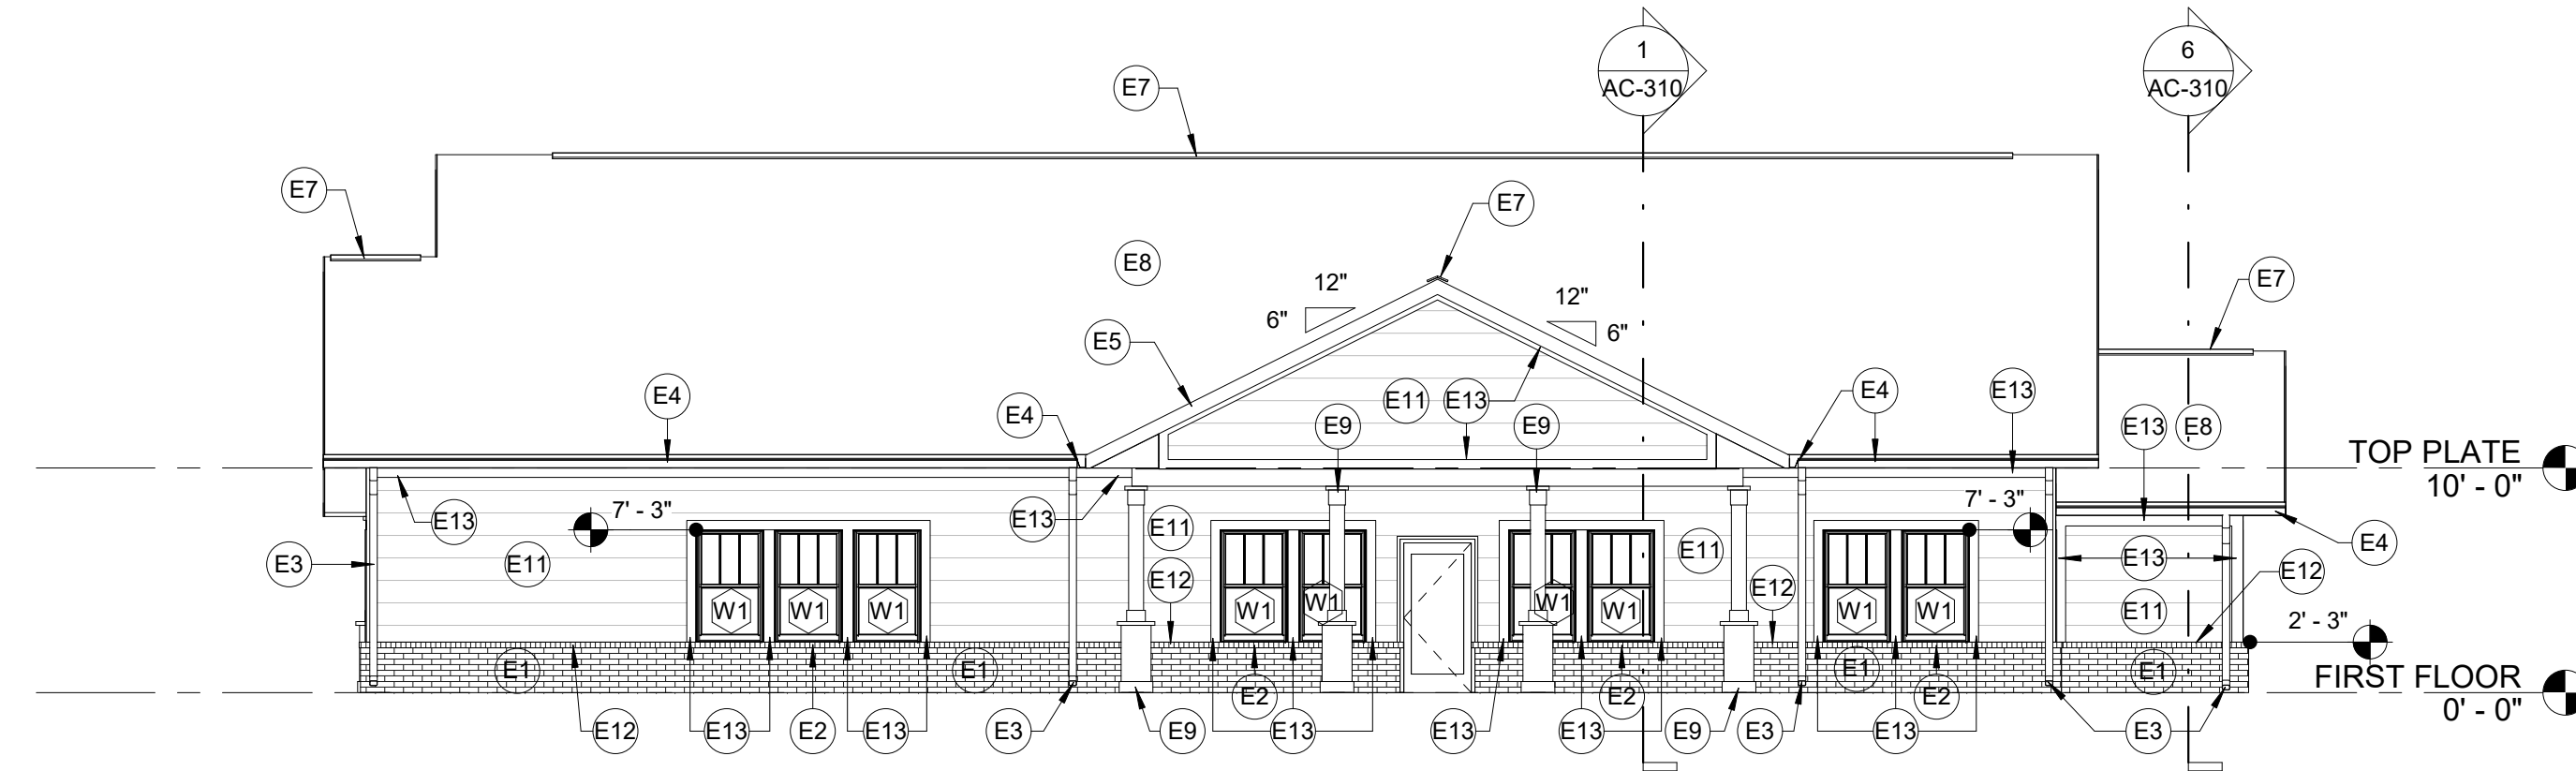 1
AC-310
6
AC-310
E7
E7
E7
E8
12"
6"
12"
6"
E7
E5
E4
E4
E11
E13
E9
E9
E4
E13
E13
E8
TOP PLATE
10' - 0"
E13
7' - 3"
E13
E11
E11
7' - 3"
E4
E3
E11
E12
E12
E13
E12
E11
W1
W1
W1
W1
W1
W1
W1
W1
W1
2' - 3"
E1
E1
E1
E1
FIRST FLOOR
0' - 0"
E2
E2
E2
E12
E13
E2
E13
E3
E9
E13
E13
E13
E9
E3
E13
E3